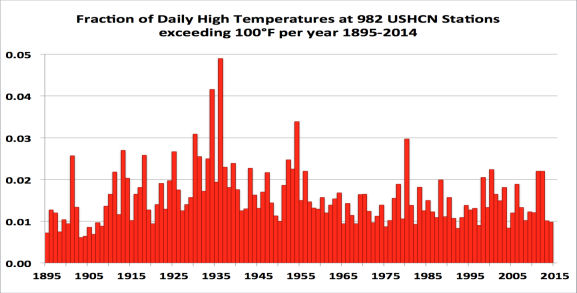 Fraction of Daily High Temperatures at 982 USHCN Stations
exceeding 100°F per year 1895-2014
0.05
0.04
0.03
0.02
0.01
0.00
1895 1905 1915 1925 1935 1945 1955 1965 1975 1985 1995 2005 2015